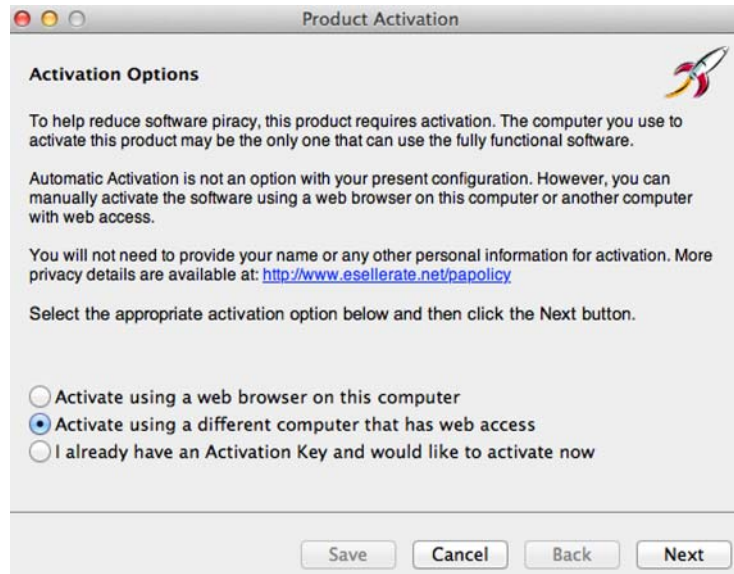 Product Activation
Activation Options
To help reduce software piracy, this product requires activation. The computer you use to
activate this product may be the only one that can use the fully functional software.
Automatic Activation is not an option with your present configuration. However, you can
manually activate the software using a web browser on this computer or another computer
with web access.
You will not need to provide your name or any other personal information for activation. More
privacy details are available at: http://www.esellerate.net/papolicy
Select the appropriate activation option below and then click the Next button.
Activate using a web browser on this computer
Activate using a different computer that has web access
I already have an Activation Key and would like to activate now
Save Cancel Back Next